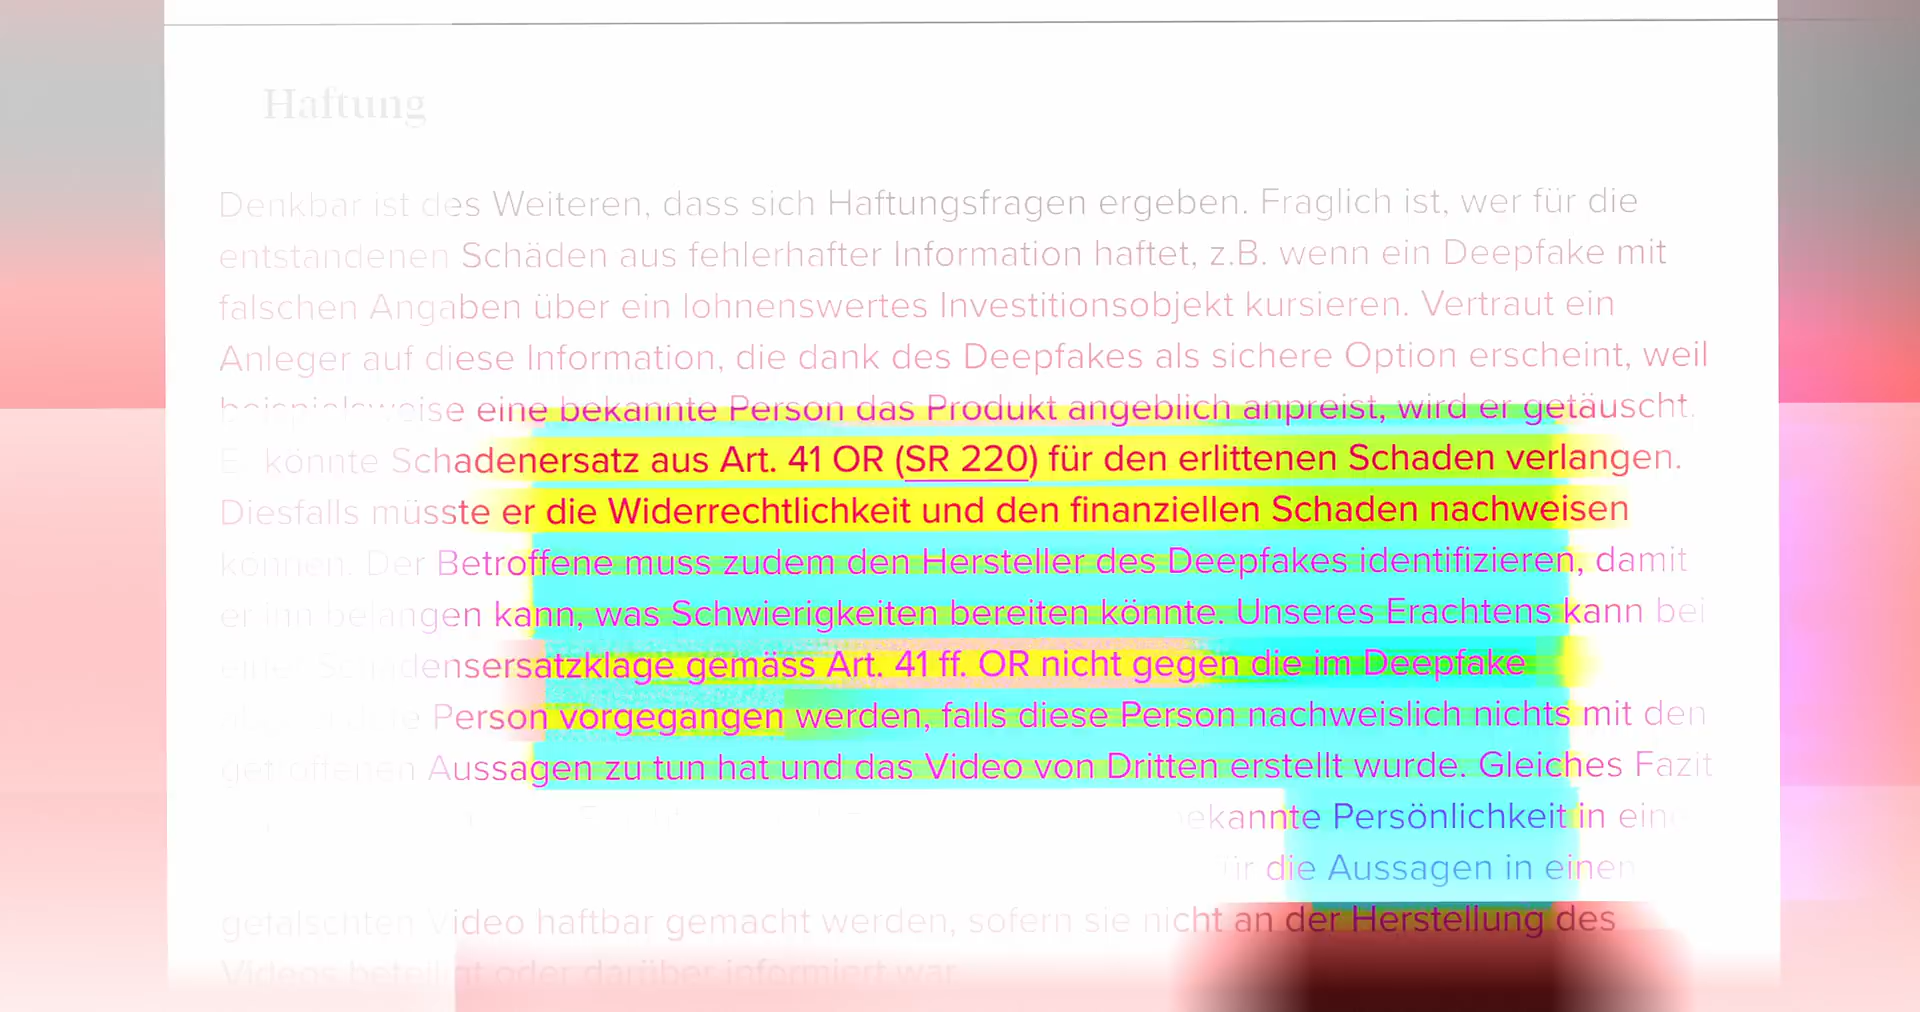 Haftung
Denkbar ist des Weiteren, dass sich Haftungsfragen ergeben. Fraglich ist, wer für die
entstandenen Schäden aus fehlerhafter Information haftet, z.B. wenn ein Deepfake mit
falschen Angaben über ein lohnenswertes Investitionsobjekt kursieren. Vertraut ein
Anleger auf diese Information, die dank des Deepfakes als sichere Option erscheint, weil
beispielsweise eine bekannte Person das Produkt angeblich anpreist, wird er getäuscht.
könnte Schadenersatz aus Art. 41 OR (SR 220) für den erlittenen Schaden verlangen.
Diesfalls müsste er die Widerrechtlichkeit und den finanziellen Schaden nachweisen
können. Der Betroffene muss zudem den Hersteller des Deepfakes identifizieren, damit
er ihn belangen kann, was Schwierigkeiten bereiten könnte. Unseres Erachtens kann bei
einer Schadensersatzklage gemäss Art. 41 ff. OR nicht gegen die im Deepfake
Person vorgegangen werden, falls diese Person nachweislich nichts mit den
getroffenen Aussagen zu tun hat und das Video von Dritten erstellt wurde. Gleiches Fazit
bekannte Persönlichkeit in
für die Aussagen in einen
gefälschten Video haftbar gemacht werden, sofern sie nicht an der Herstellung des
Videos beteiligt oder darüber informiert war